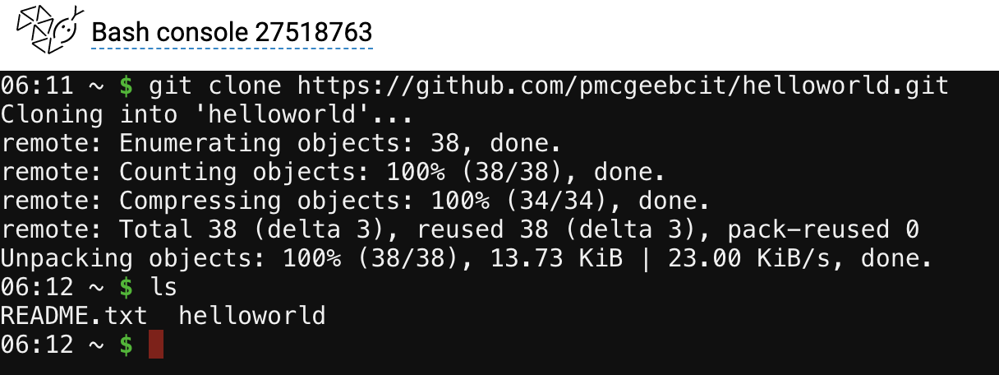 Bash console 27518763
06:11 ~ $ git clone https://github.com/pmcgeebcit/helloworld.git
Cloning into 'helloworld'...
remote: Enumerating objects: 38, done.
remote: Counting objects: 100% (38/38), done.
remote: Compressing objects: 100% (34/34), done.
remote: Total 38 (delta 3), reused 38 (delta 3), pack-reused 0
Unpacking objects: 100% (38/38), 13.73 KiB | 23.00 KiB/s, done.
06:12 ~ $ ls
README.txt  helloworld
06:12 ~ $